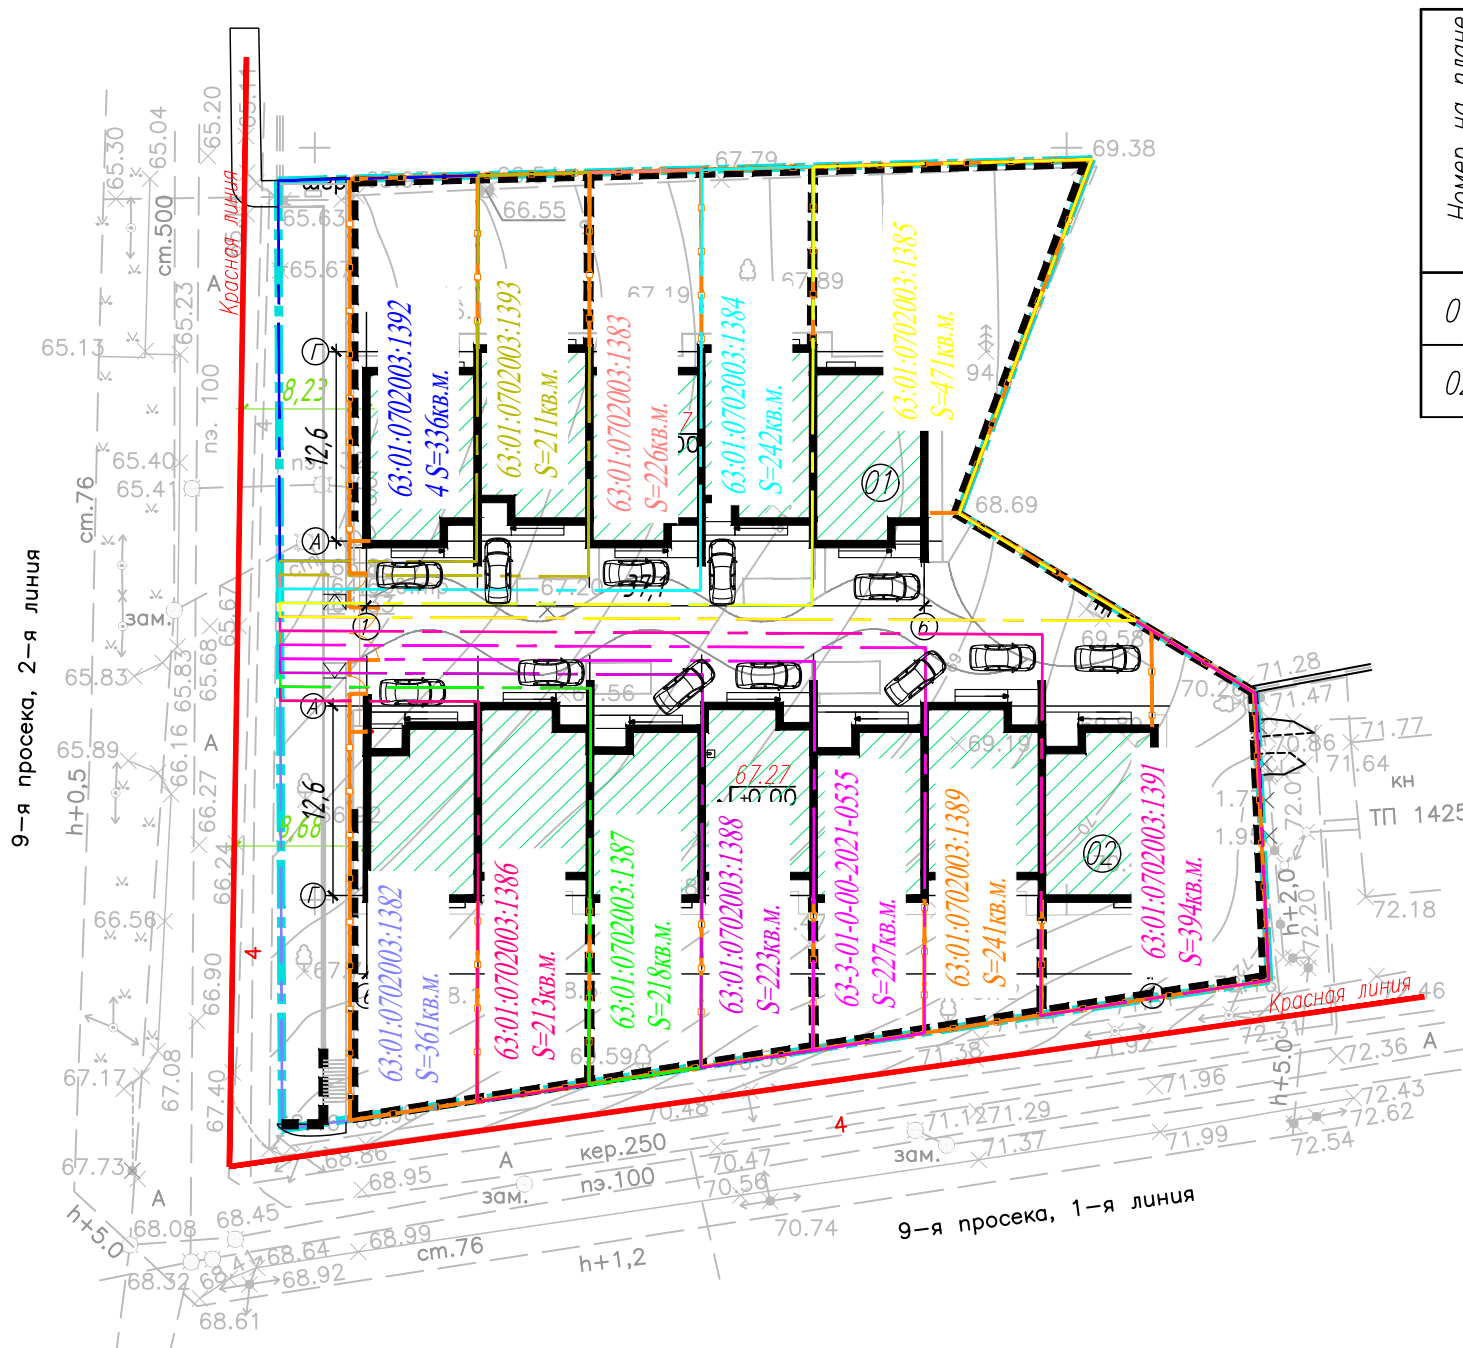 Номер на плане
69.38
67.79
65.20
65.04
65.30
ст.500
Красная линия
66.55
65.63
65.67
65.23
А
67.19
67.89
63:01:0702003:1392
4 S=336кв.м.
63:01:0702003:1393
S=211кв.м.
63:01:0702003:1383
S=226кв.м.
63:01:0702003:1384
S=242кв.м.
63:01:0702003:1385
S=471кв.м.
65.13
Г
94
8,23
4
12,6
пэ. 100
65.40
65.41
ст.76
01
68.69
А
67.20
зам.
65.67
1
6
69.58
65.83
65.83
65.68
71.28
71.47
9-я просека, 2-я линия
А
66.16
А
65.89
h+0,5
66.27
12,6
8,68
69.19
67.27
71.77
70.86
71.64
кн
ТП 1425
02
66.24
Г
63:01:0702003:1382
S=361кв.м.
63:01:0702003:1386
S=213кв.м.
63:01:0702003:1387
S=218кв.м.
63:01:0702003:1388
S=223кв.м.
63-3-01-0-00-2021-0535
S=227кв.м.
63:01:0702003:1389
S=241кв.м.
63:01:0702003:1391
S=394кв.м.
72.18
h+2,0
72.20
66.56
66.90
4
Красная линия
72.31
71.92
71.38
72.36
А
67.17
67.08
67.40
h+5.0
71.96
72.43
72.62
72.54
70.48
71.12
71.29
4
71.37
71.99
зам.
68.86
кер.250
70.47
А
пэ.100
70.56
68.95
зам.
67.73
А
h+5.0
68.08
68.45
68.99
70.74
9-я просека, 1-я линия
68.64
ст.76
h+1,2
68.32
68.92
68.61